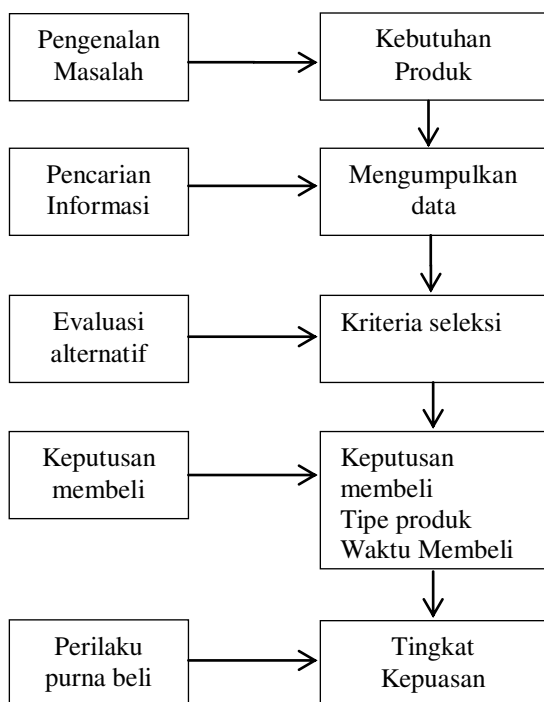 Pengenalan
Masalah
Kebutuhan
Produk
Pencarian
Informasi
Mengumpulkan
data
Evaluasi
alternatif
Kriteria seleksi
Keputusan
membeli
Keputusan
membeli
Tipe produk
Waktu Membeli
Perilaku
purna beli
Tingkat
Kepuasan